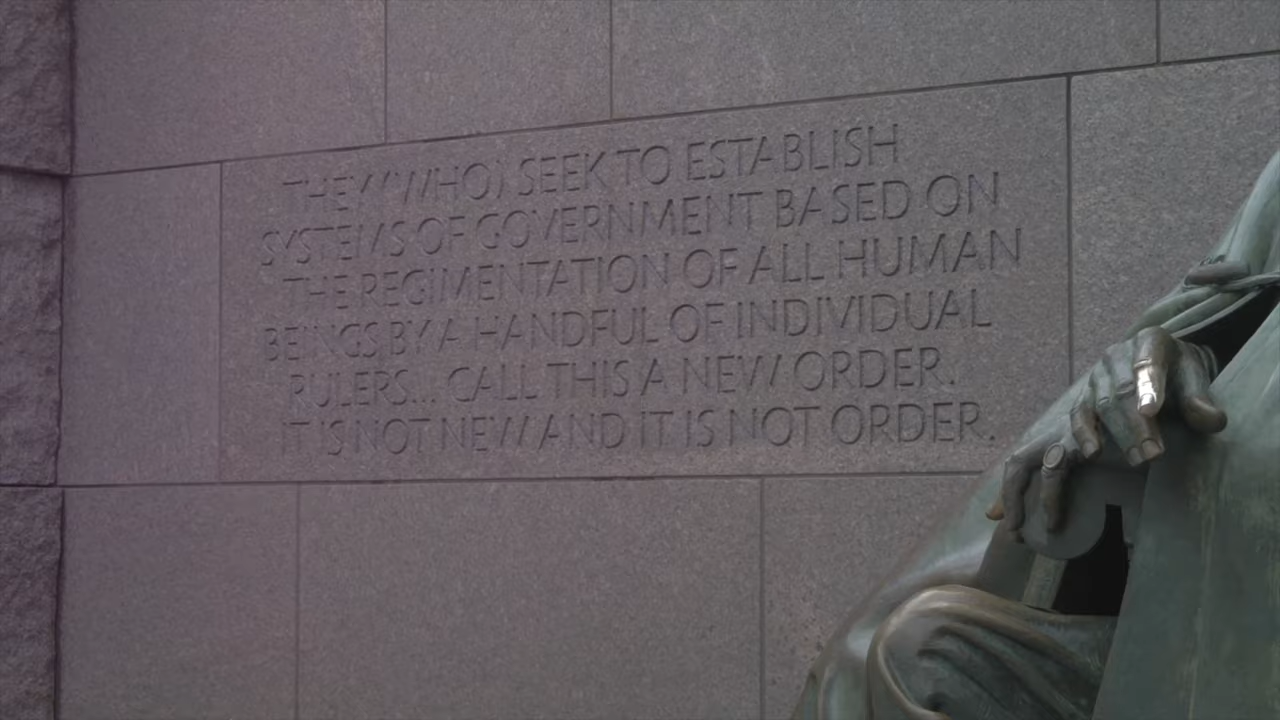 THEY (WHO) SEEK TO ESTABLISH
SYSTEMS OF GOVERNMENT BASED ON
THE REGIMENTATION OF ALL HUMAN
BEINGS BY A HANDFUL OF INDIVIDUAL
RULERS... CALL THIS A NEW ORDER.
IT IS NOT NEW AND IT IS NOT ORDER.